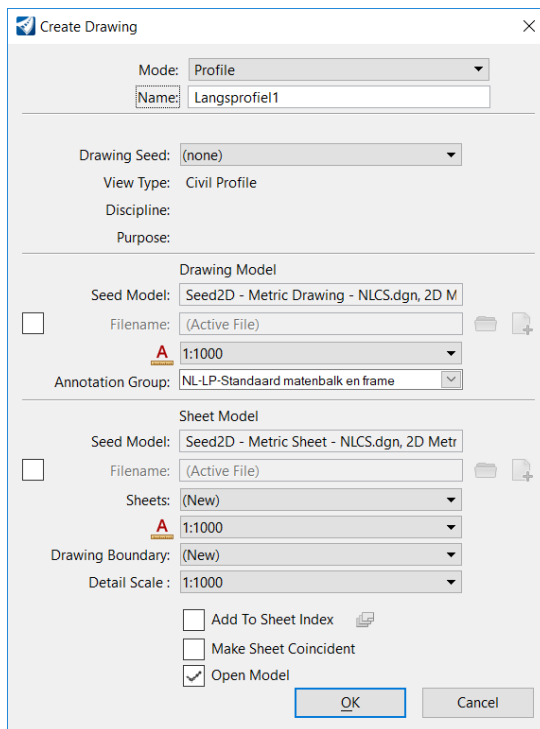 Create Drawing
Mode: Profile
Name: Langsprofiel1
Drawing Seed: (none)
View Type: Civil Profile
Discipline:
Purpose:
Drawing Model
Seed Model: Seed2D - Metric Drawing - NLCS.dgn, 2D M
Filename: (Active File)
A 1:1000
Annotation Group: NL-LP-Standaard matenbalk en frame
Sheet Model
Seed Model: Seed2D - Metric Sheet - NLCS.dgn, 2D Metr
Filename: (Active File)
Sheets: (New)
A 1:1000
Drawing Boundary: (New)
Detail Scale : 1:1000
Add To Sheet Index
Make Sheet Coincident
Open Model
OK Cancel